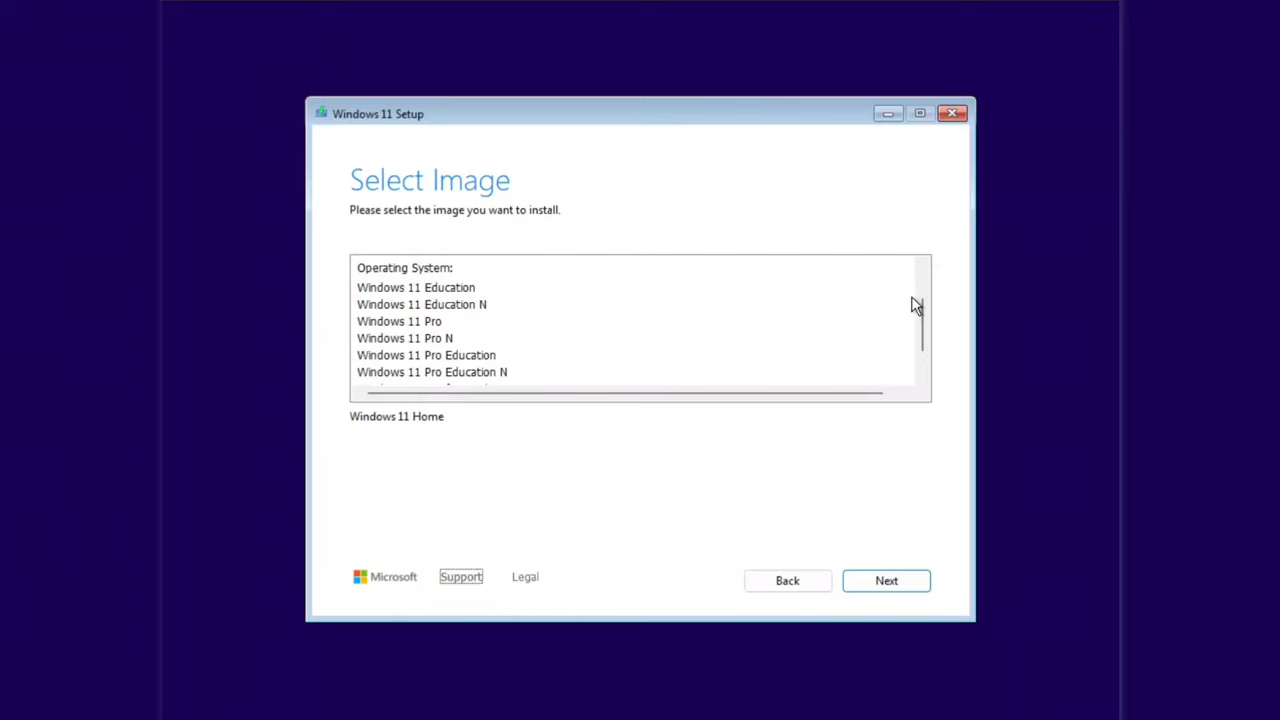 Windows 11 Setup
Select Image
Please select the image you want to install.
Operating System:
Windows 11 Education
Windows 11 Education N
Windows 11 Pro
Windows 11 Pro N
Windows 11 Pro Education
Windows 11 Pro Education N
Windows 11 Home
Microsoft Support Legal Back Next